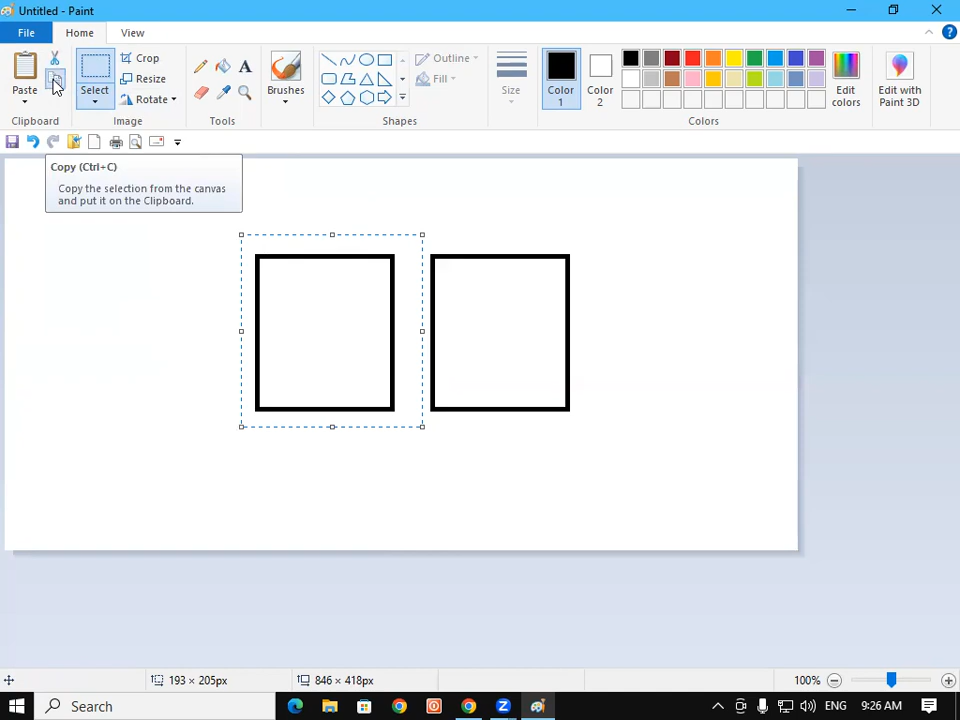 Untitled - Paint
File
Home
View
Paste
Select
Crop
Resize
Rotate
A
Brushes
Outline
Fill
Size
Color
1
Color
2
Edit
colors
Edit with
Paint 3D
Clipboard
Image
Tools
Shapes
Colors
Copy (Ctrl+C)
Copy the selection from the canvas
and put it on the Clipboard.
193 × 205px
846 × 418px
100%
Search
ENG
9:26 AM